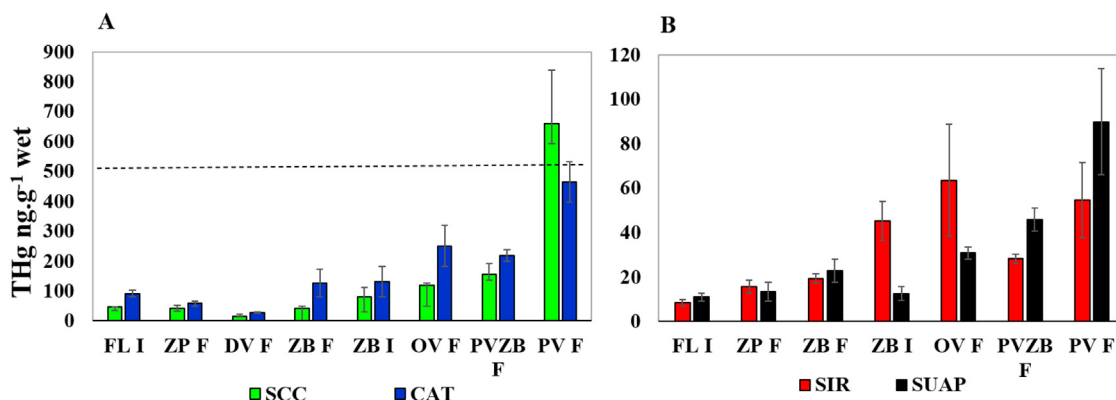 A
THg ng.g⁻¹ wet
900
800
700
600
500
400
300
200
100
0
FL I ZP F DV F ZB F ZB I OV F PVZB F PV F
SCC CAT
B
120
100
80
60
40
20
0
FL I ZP F ZB F ZB I OV F PVZB F PV F
SIR SUAP